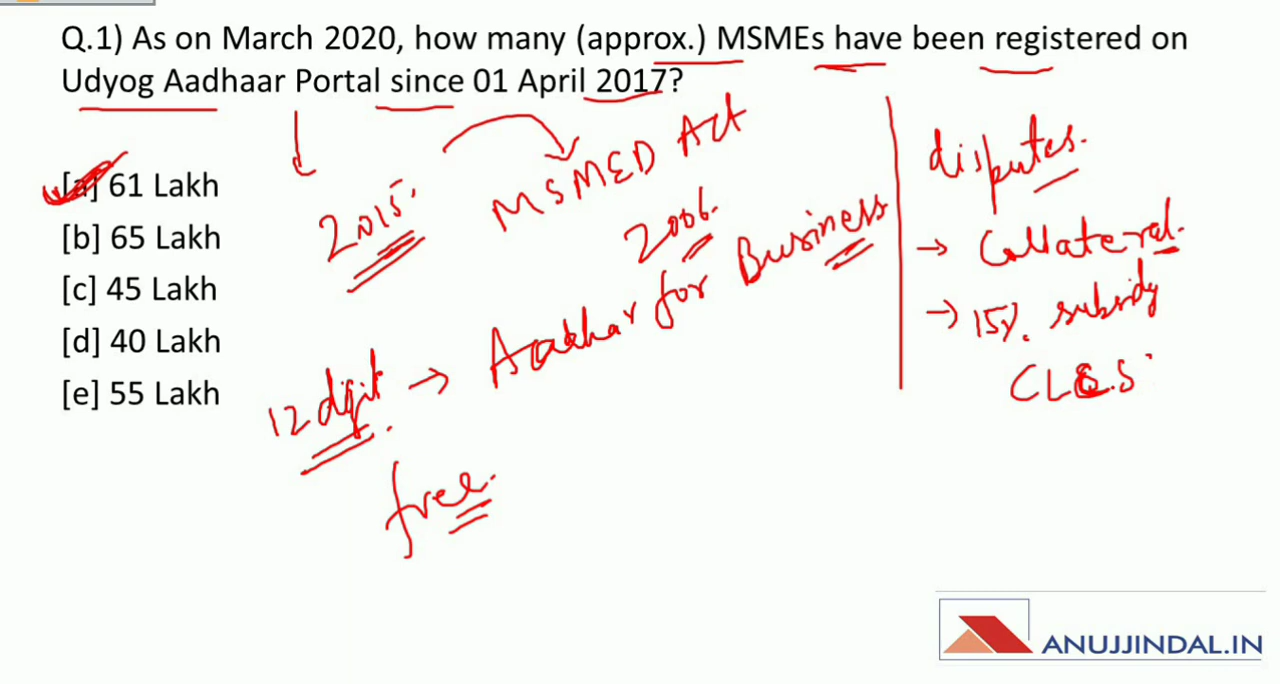 Q.1) As on March 2020, how many (approx.) MSMEs have been registered on
Udyog Aadhaar Portal since 01 April 2017?
[a] 61 Lakh
[b] 65 Lakh
[c] 45 Lakh
[d] 40 Lakh
[e] 55 Lakh
2015.
MSMED Act
2006.
12 digit. → Aadhar for Business
free.
disputes.
→ Collateral.
→ 15%. subsidy
ANUJJINDAL.IN